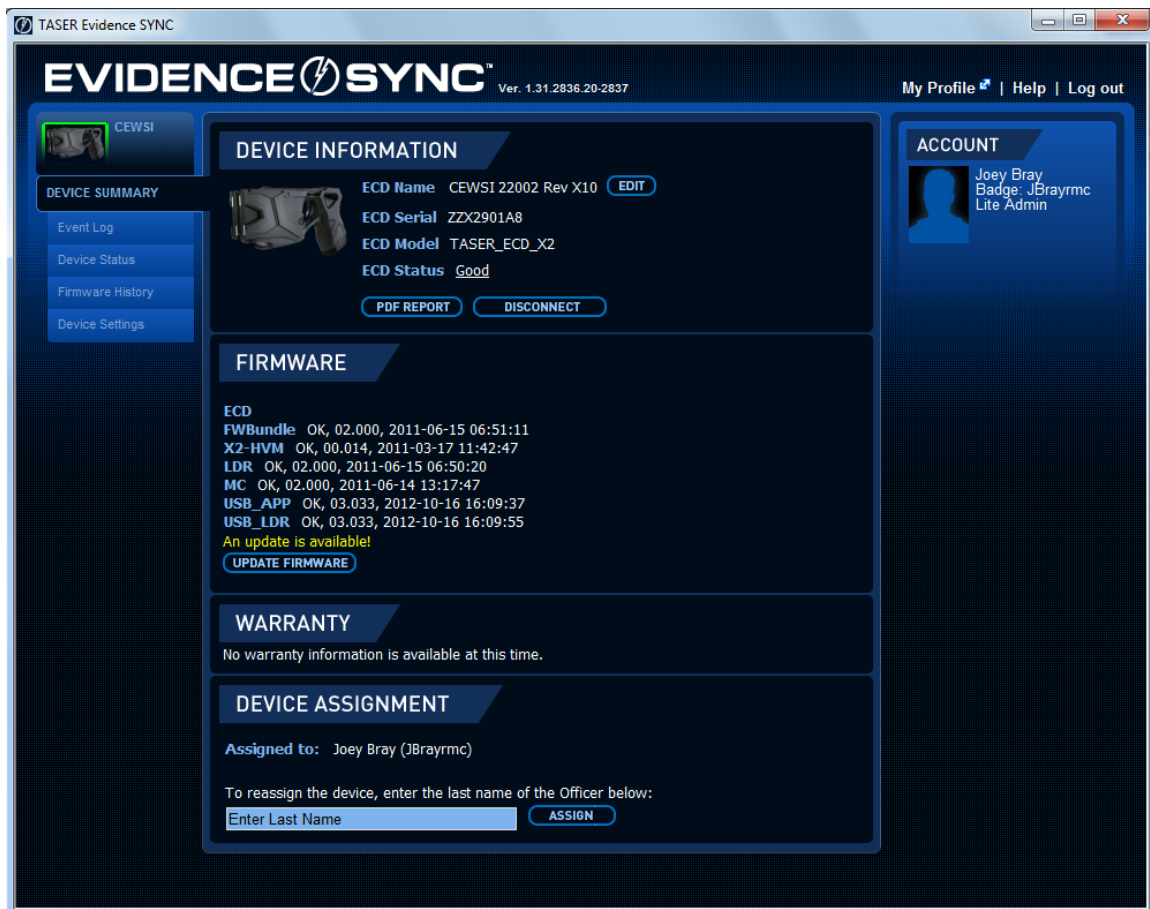 TASER Evidence SYNC
EVIDENCE SYNC™ Ver. 1.31.2836.20-2837
My Profile | Help | Log out
CEWSI
DEVICE SUMMARY
Event Log
Device Status
Firmware History
Device Settings
DEVICE INFORMATION
ECD Name CEWSI 22002 Rev X10 EDIT
ECD Serial ZZX2901A8
ECD Model TASER_ECD_X2
ECD Status Good
PDF REPORT DISCONNECT
FIRMWARE
ECD
FWBundle OK, 02.000, 2011-06-15 06:51:11
X2-HVM OK, 00.014, 2011-03-17 11:42:47
LDR OK, 02.000, 2011-06-15 06:50:20
MC OK, 02.000, 2011-06-14 13:17:47
USB_APP OK, 03.033, 2012-10-16 16:09:37
USB_LDR OK, 03.033, 2012-10-16 16:09:55
An update is available!
UPDATE FIRMWARE
WARRANTY
No warranty information is available at this time.
DEVICE ASSIGNMENT
Assigned to: Joey Bray (JBrayrmc)
To reassign the device, enter the last name of the Officer below:
Enter Last Name ASSIGN
ACCOUNT
Joey Bray
Badge: JBrayrmc
Lite Admin